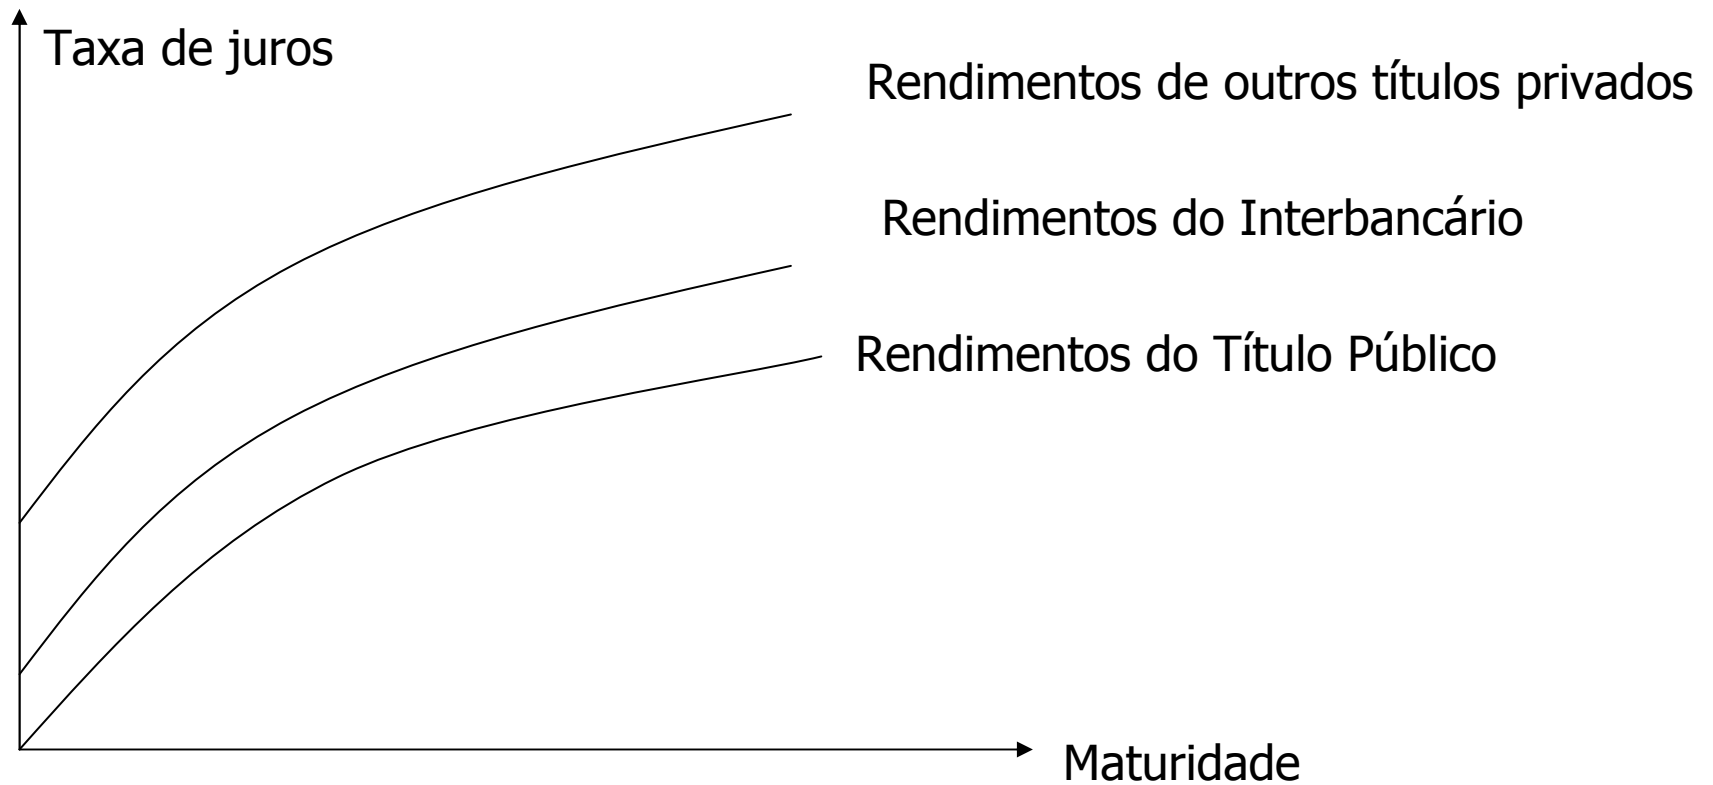 Taxa de juros
Rendimentos de outros títulos privados
Rendimentos do Interbancário
Rendimentos do Título Público
Maturidade